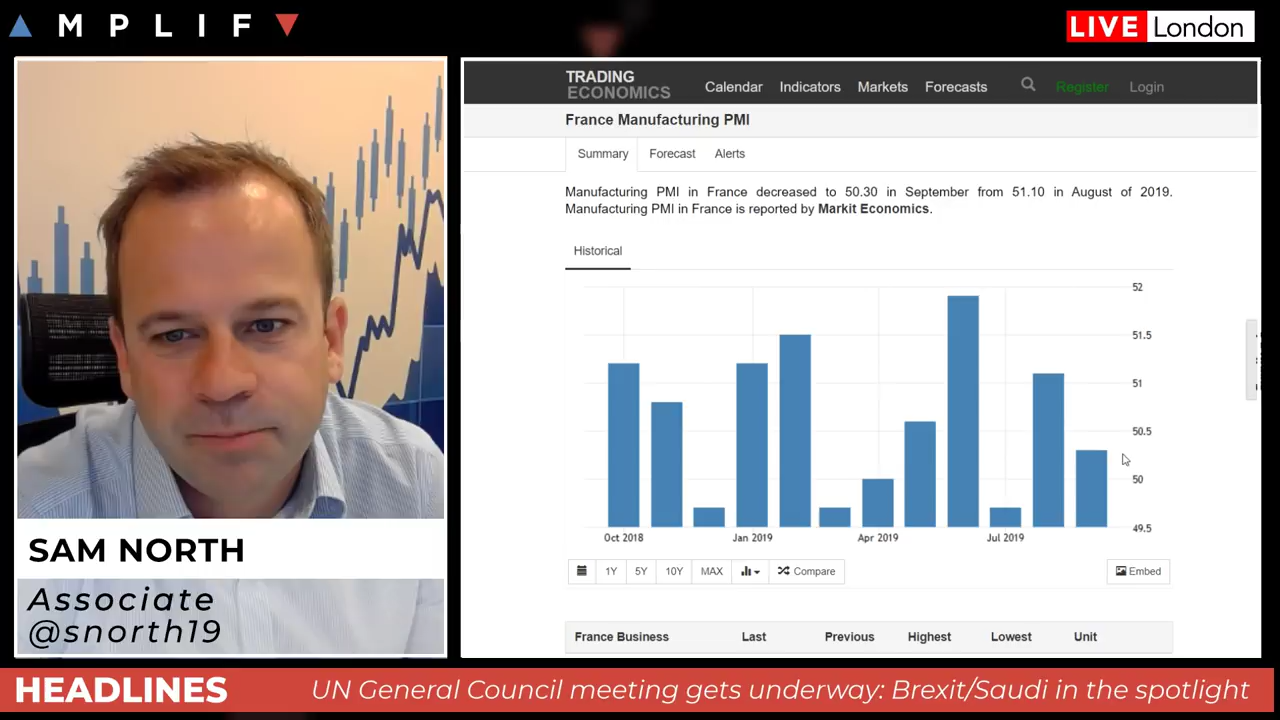 MPLIF
LIVE London
TRADING
ECONOMICS
Calendar Indicators Markets Forecasts Register Login
France Manufacturing PMI
Summary Forecast Alerts
Manufacturing PMI in France decreased to 50.30 in September from 51.10 in August of 2019.
Manufacturing PMI in France is reported by Markit Economics.
Historical
52
51.5
51
50.5
50
49.5
Oct 2018 Jan 2019 Apr 2019 Jul 2019
1Y 5Y 10Y MAX Compare Embed
France Business Last Previous Highest Lowest Unit
SAM NORTH
Associate
@snorth19
HEADLINES UN General Council meeting gets underway: Brexit/Saudi in the spotlight